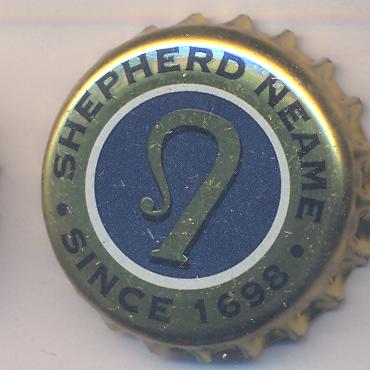 SHEPHERD NEAME
• SINCE 1698 •